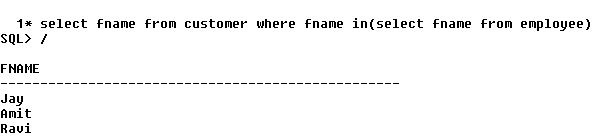 1* select fname from customer where fname in(select fname from employee)
SQL> /
FNAME
--------------------------------------------------
Jay
Amit
Ravi